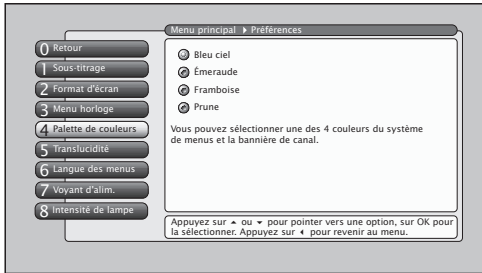 Menu principal ▶ Préférences
0 Retour
1 Sous-titrage
2 Format d'écran
3 Menu horloge
4 Palette de couleurs
5 Translucidité
6 Langue des menus
7 Voyant d'alim.
8 Intensité de lampe
Bleu ciel
Émeraude
Framboise
Prune
Vous pouvez sélectionner une des 4 couleurs du système
de menus et la bannière de canal.
Appuyez sur ▲ ou ▼ pour pointer vers une option, sur OK pour
la sélectionner. Appuyez sur ◀ pour revenir au menu.